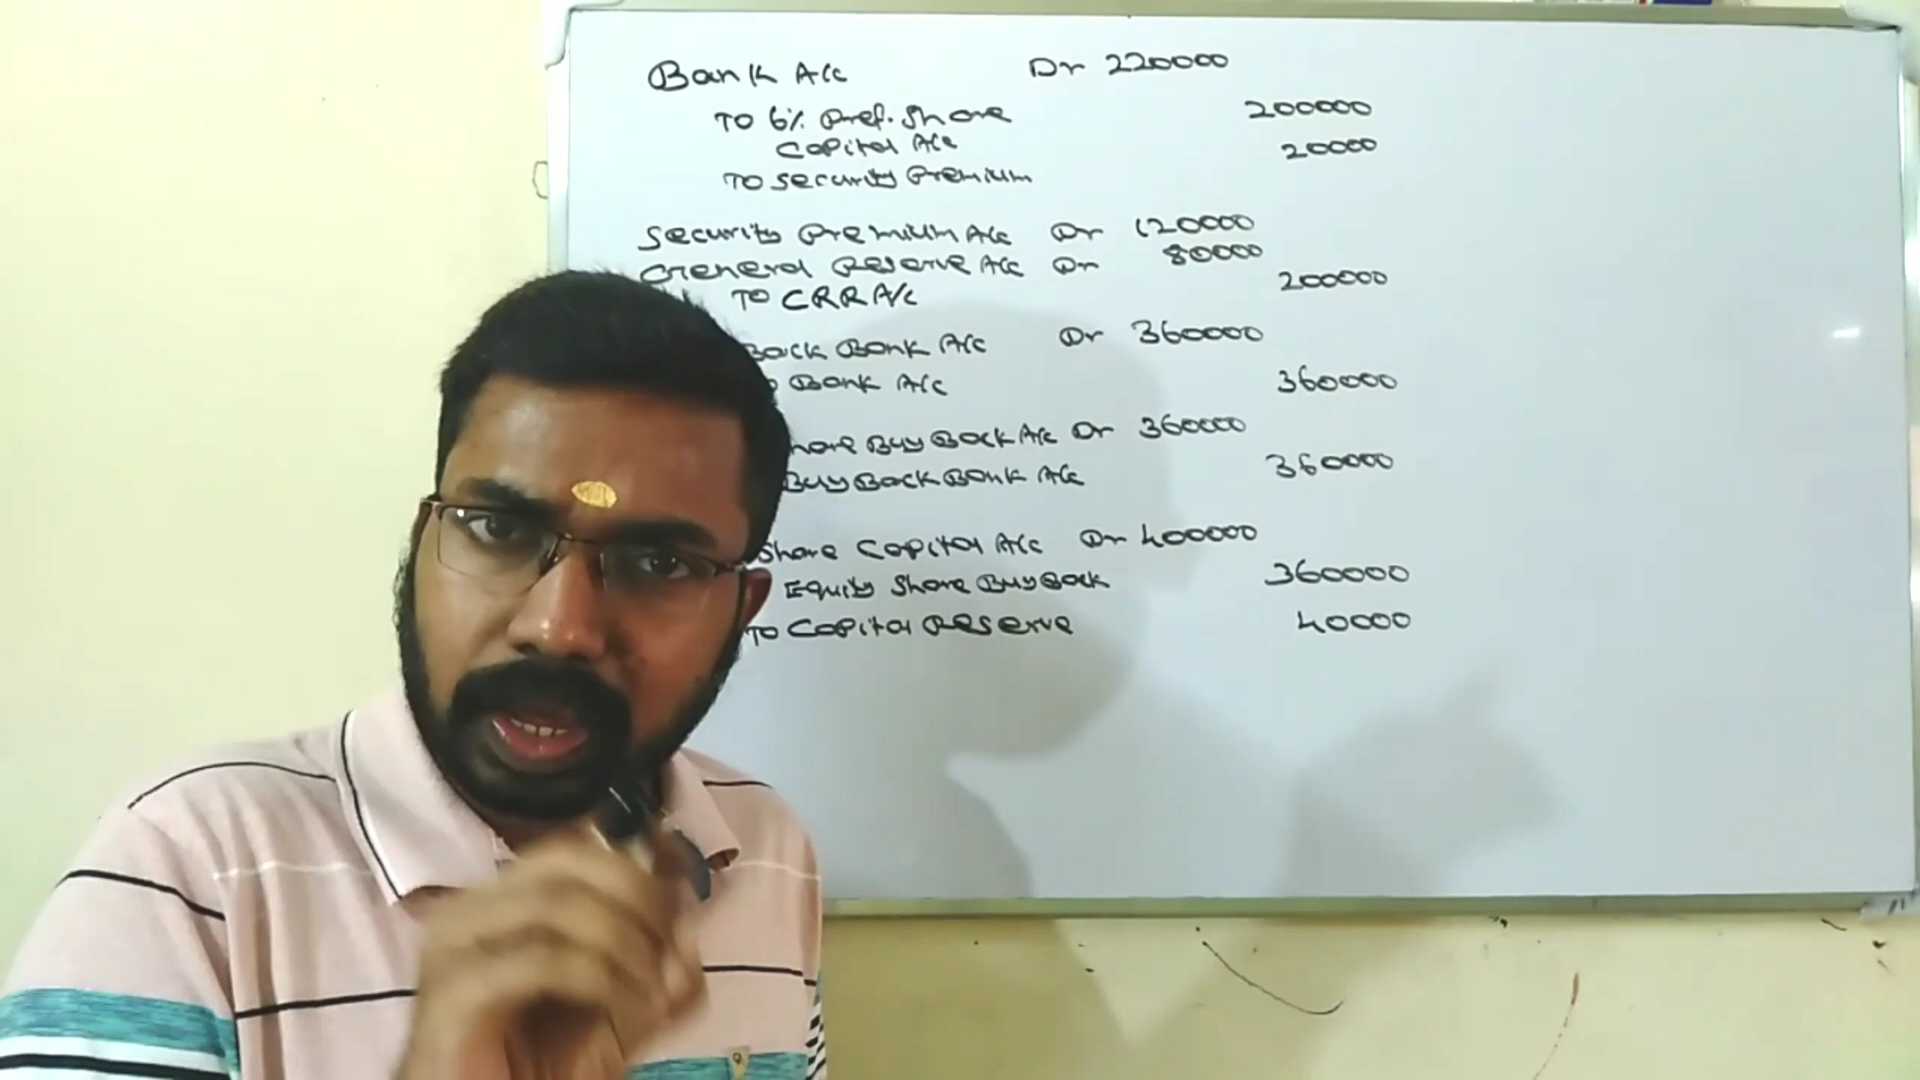 Bank A/c Dr 220000
To 6% Pref. Share 200000
Capital A/c 20000
To Security Premium
Security Premium A/c Dr 120000
General Reserve A/c Dr 80000
To CRR A/c 200000
Back Bank A/c Dr 360000
Bank A/c 360000
Share Buy Back A/c Dr 360000
Buy Back Bank A/c 360000
Share Capital A/c Dr 400000
Equity Share Buy Back 360000
To Capital Reserve 40000